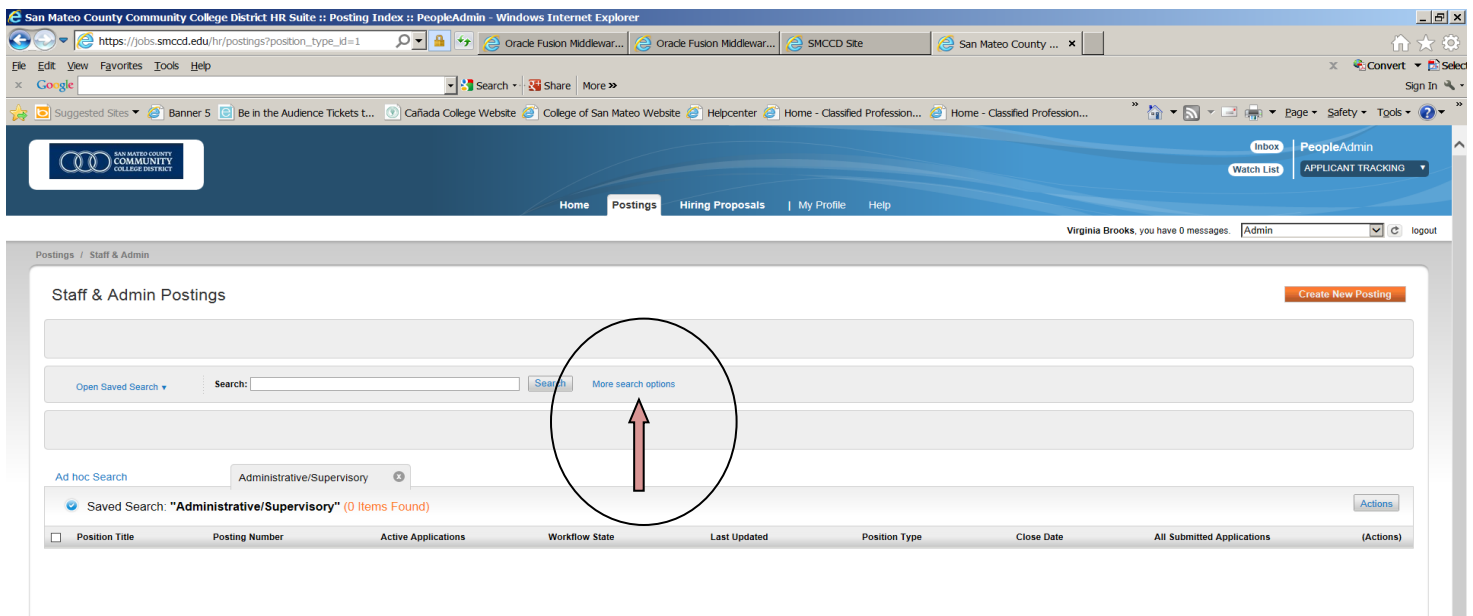 San Mateo County Community College District HR Suite :: Posting Index :: PeopleAdmin - Windows Internet Explorer
https://jobs.smccd.edu/hr/postings?position_type_id=1 Oracle Fusion Middlewar... Oracle Fusion Middlewar... SMCCD Site San Mateo County ...
File Edit View Favorites Tools Help Convert Select
Google Search Share More >> Sign In
Suggested Sites Banner 5 Be in the Audience Tickets t... Cañada College Website College of San Mateo Website Helpcenter Home - Classified Profession... Home - Classified Profession... Page Safety Tools
SAN MATEO COUNTY
COMMUNITY
COLLEGE DISTRICT
Inbox PeopleAdmin
Watch List APPLICANT TRACKING
Home Postings Hiring Proposals | My Profile Help
Virginia Brooks, you have 0 messages. Admin logout
Postings / Staff & Admin
Staff & Admin Postings Create New Posting
Open Saved Search Search: Search More search options
Ad hoc Search Administrative/Supervisory
Saved Search: "Administrative/Supervisory" (0 Items Found) Actions
Position Title Posting Number Active Applications Workflow State Last Updated Position Type Close Date All Submitted Applications (Actions)